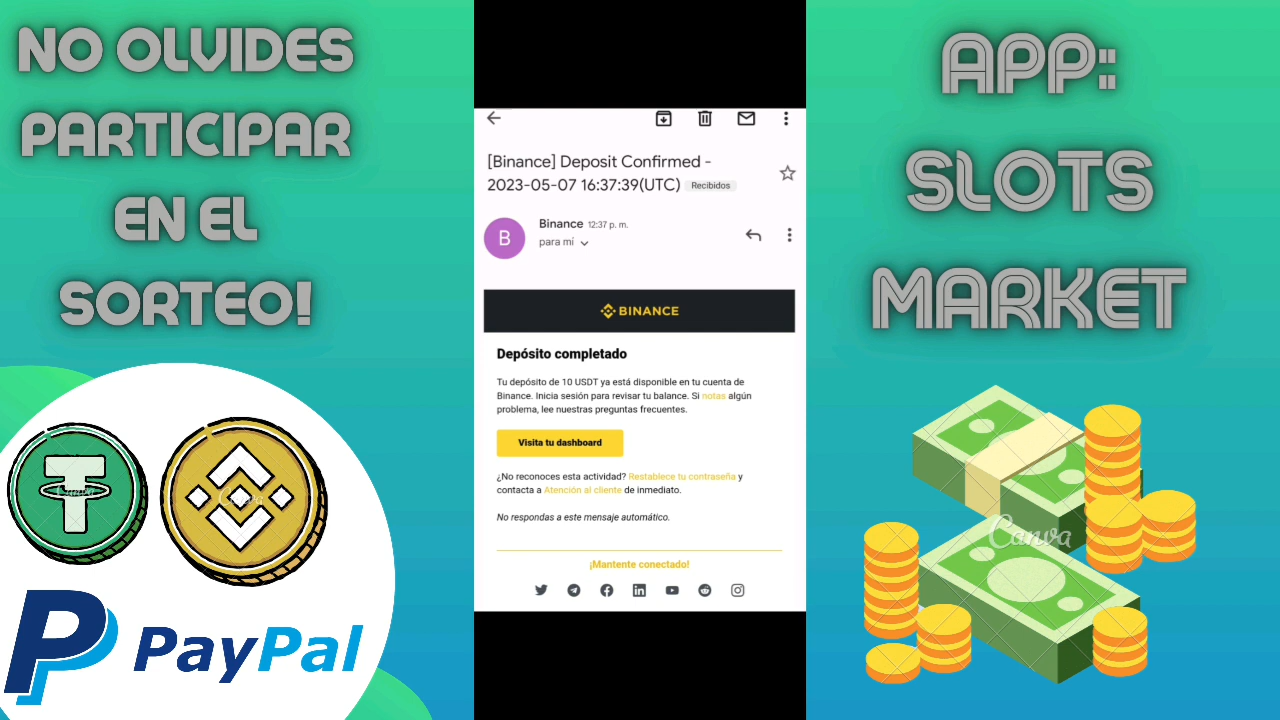 NO OLVIDES
PARTICIPAR
EN EL
SORTEO!
Canva
Canva
PayPal
[Binance] Deposit Confirmed -
2023-05-07 16:37:39(UTC) Recibidos
B
Binance 12:37 p. m.
para mí
BINANCE
Depósito completado
Tu depósito de 10 USDT ya está disponible en tu cuenta de
Binance. Inicia sesión para revisar tu balance. Si notas algún
problema, lee nuestras preguntas frecuentes.
Visita tu dashboard
¿No reconoces esta actividad? Restablece tu contraseña y
contacta a Atención al cliente de inmediato.
No respondas a este mensaje automático.
¡Mantente conectado!
APP:
SLOTS
MARKET
Canva